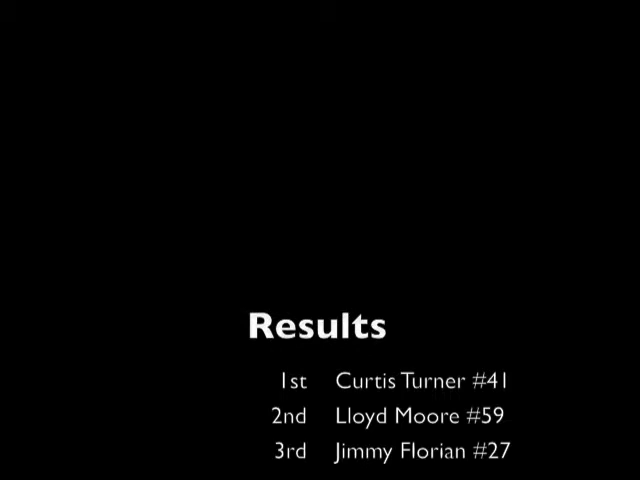 Results
1st Curtis Turner #41
2nd Lloyd Moore #59
3rd Jimmy Florian #27